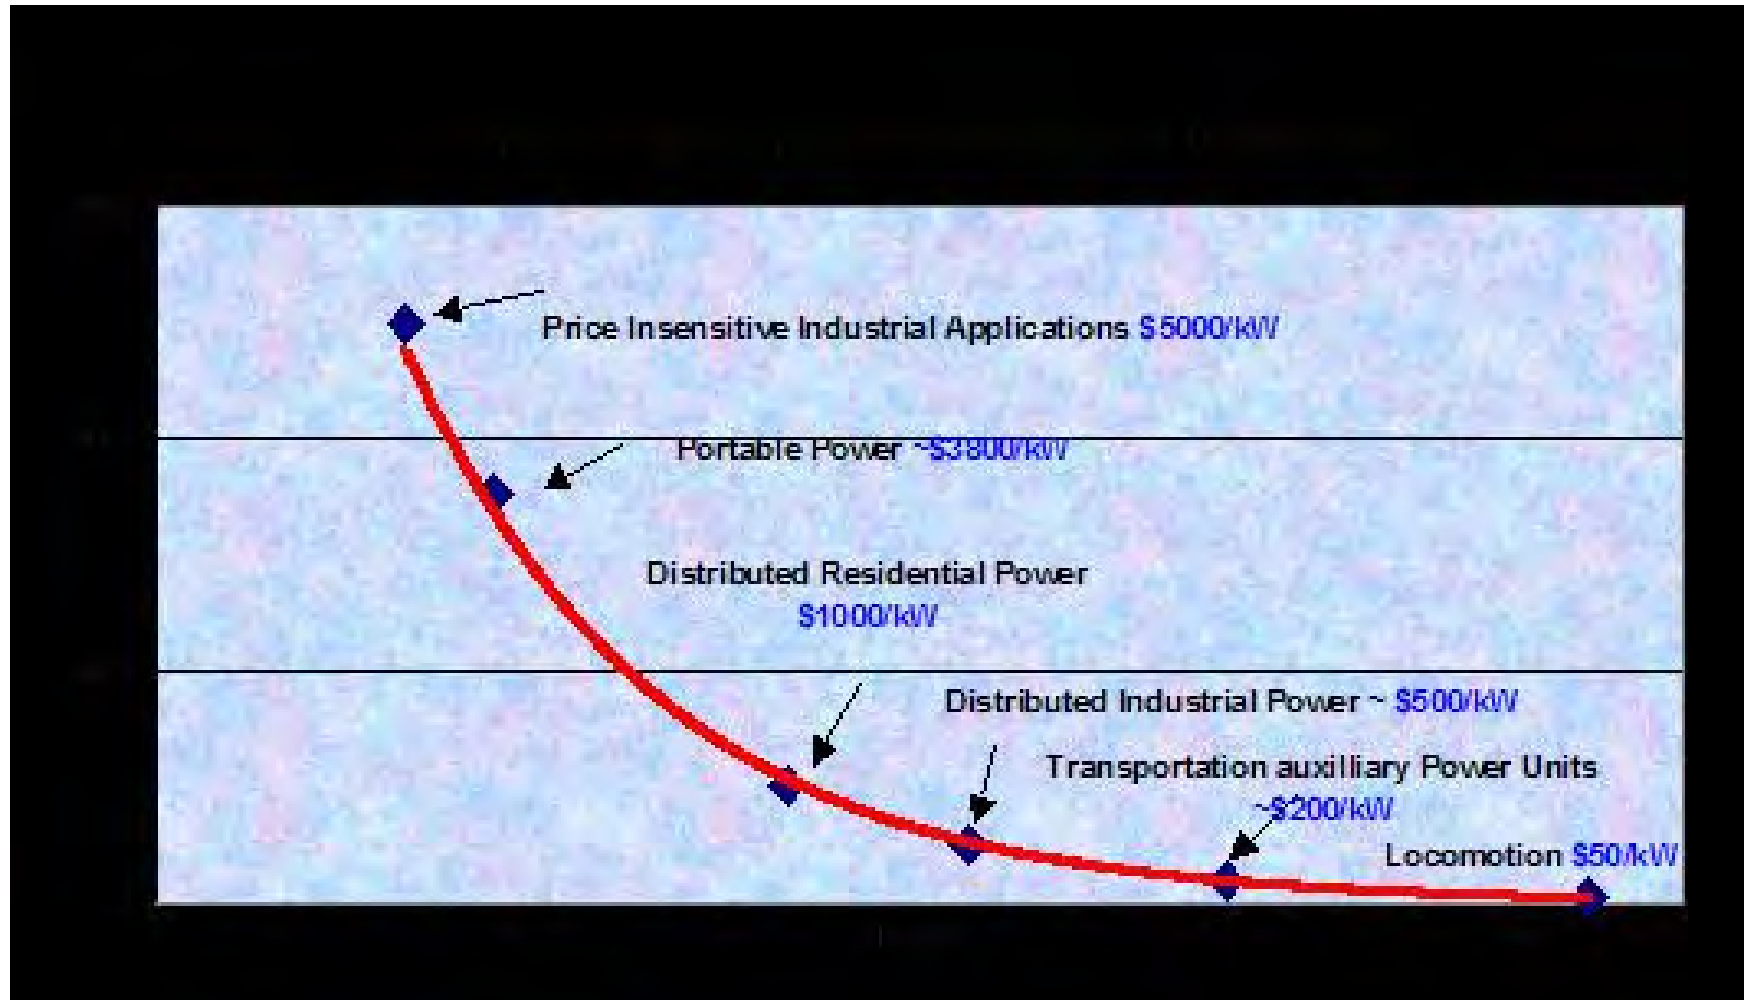 Price Insensitive Industrial Applications $5000/kW
Portable Power ~$3800/kW
Distributed Residential Power
$1000/kW
Distributed Industrial Power ~ $500/kW
Transportation auxilliary Power Units
~$200/kW
Locomotion $50/kW